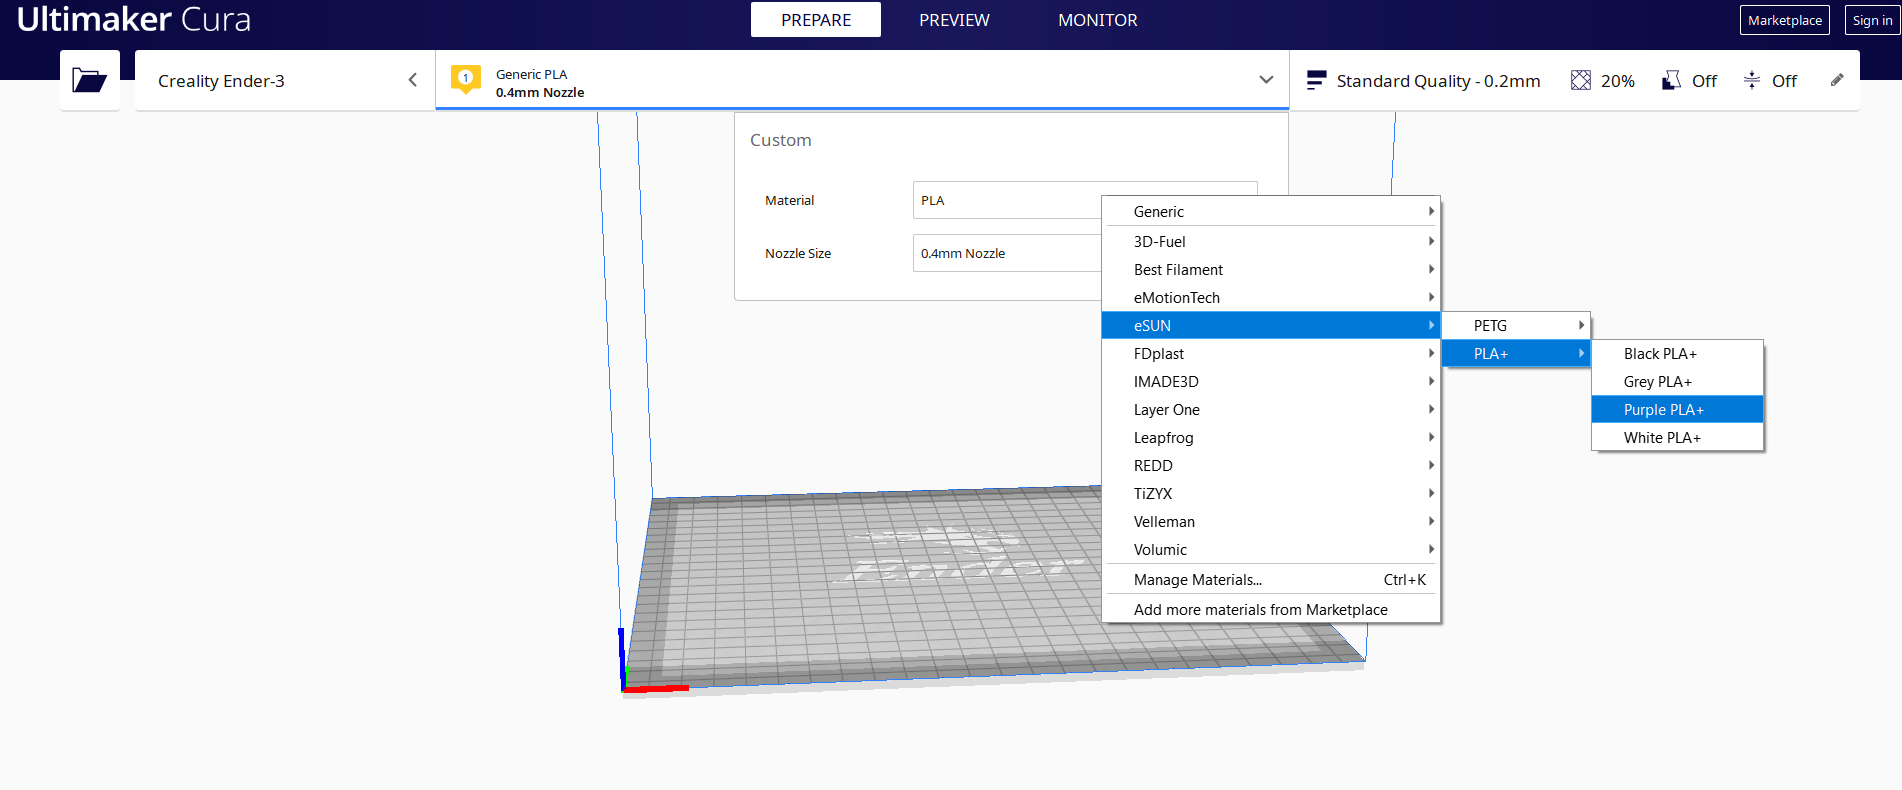 Ultimaker Cura
PREPARE
PREVIEW
MONITOR
Marketplace
Sign in
Creality Ender-3
1
Generic PLA
0.4mm Nozzle
Standard Quality - 0.2mm
20%
Off
Off
Custom
Material
PLA
Nozzle Size
0.4mm Nozzle
Generic
3D-Fuel
Best Filament
eMotionTech
eSUN
FDplast
IMADE3D
Layer One
Leapfrog
REDD
TiZYX
Velleman
Volumic
Manage Materials... Ctrl+K
Add more materials from Marketplace
PETG
PLA+
Black PLA+
Grey PLA+
Purple PLA+
White PLA+
Ender